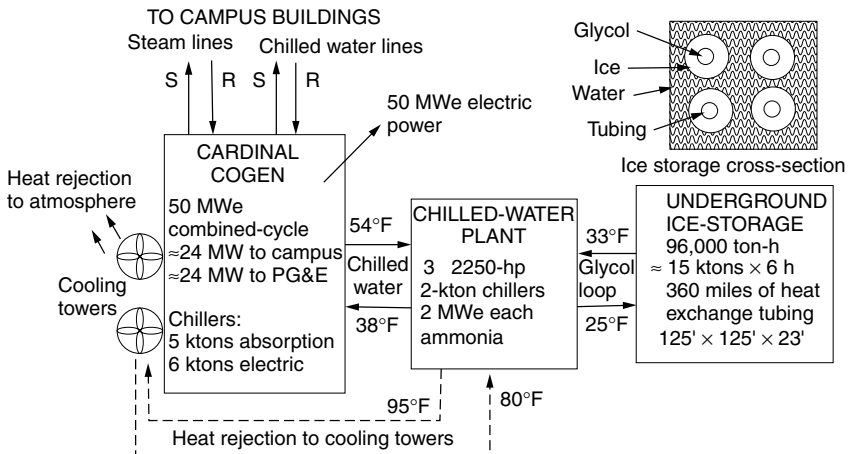 TO CAMPUS BUILDINGS
Steam lines
Chilled water lines
S
R
S
R
50 MWe electric
power
Glycol
Ice
Water
Tubing
Ice storage cross-section
Heat rejection
to atmosphere
Cooling
towers
CARDINAL
COGEN
50 MWe
combined-cycle
≈24 MW to campus
≈24 MW to PG&E
Chillers:
5 ktons absorption
6 ktons electric
54°F
Chilled
water
38°F
CHILLED-WATER
PLANT
3 2250-hp
2-kton chillers
2 MWe each
ammonia
33°F
Glycol
loop
25°F
UNDERGROUND
ICE-STORAGE
96,000 ton-h
≈ 15 ktons × 6 h
360 miles of heat
exchange tubing
125' × 125' × 23'
95°F
80°F
Heat rejection to cooling towers